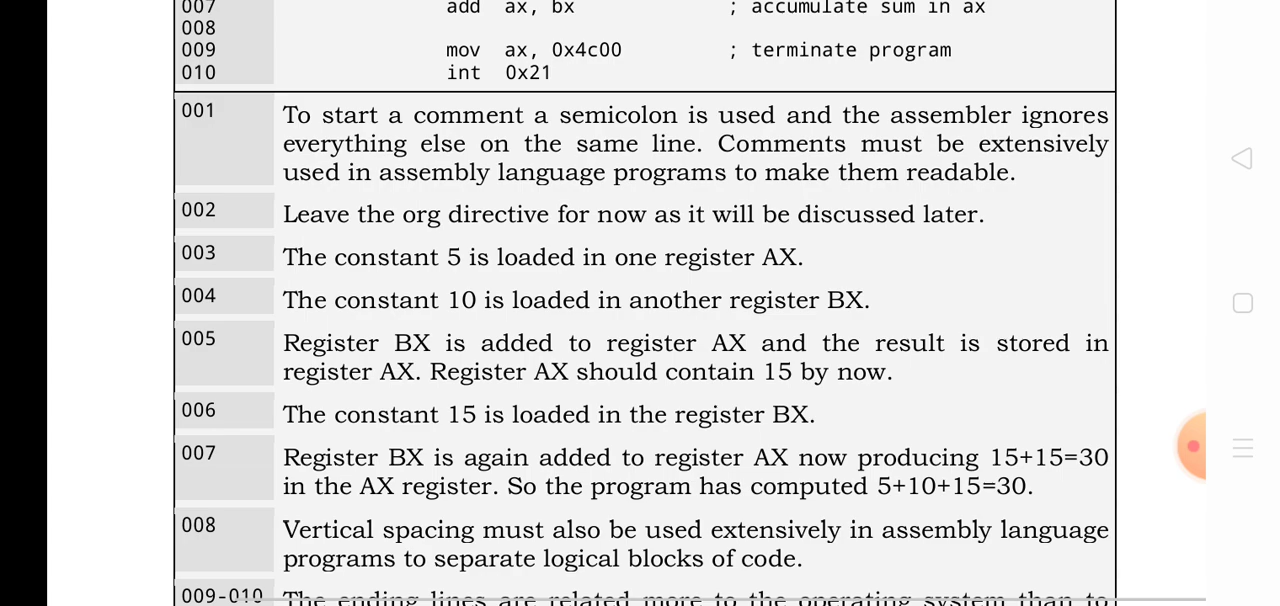 007 add ax, bx ; accumulate sum in ax
008
009 mov ax, 0x4c00 ; terminate program
010 int 0x21
001 To start a comment a semicolon is used and the assembler ignores
everything else on the same line. Comments must be extensively
used in assembly language programs to make them readable.
002 Leave the org directive for now as it will be discussed later.
003 The constant 5 is loaded in one register AX.
004 The constant 10 is loaded in another register BX.
005 Register BX is added to register AX and the result is stored in
register AX. Register AX should contain 15 by now.
006 The constant 15 is loaded in the register BX.
007 Register BX is again added to register AX now producing 15+15=30
in the AX register. So the program has computed 5+10+15=30.
008 Vertical spacing must also be used extensively in assembly language
programs to separate logical blocks of code.
009-010 The ending lines are related more to the operating system than to